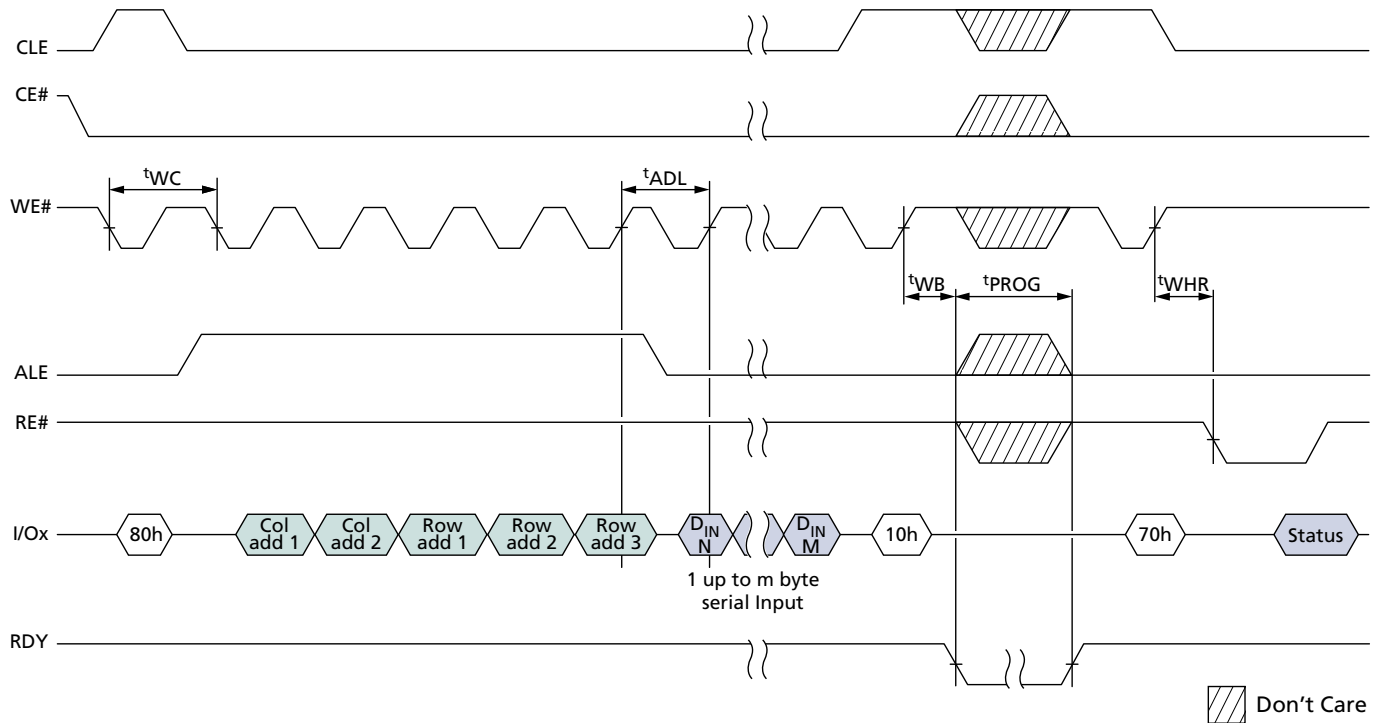 CLE
CE#
tWC
tADL
WE#
tWB
tPROG
tWHR
ALE
RE#
I/Ox
80h
Col
add 1
Col
add 2
Row
add 1
Row
add 2
Row
add 3
DIN
N
DIN
M
10h
70h
Status
1 up to m byte
serial Input
RDY
Don't Care